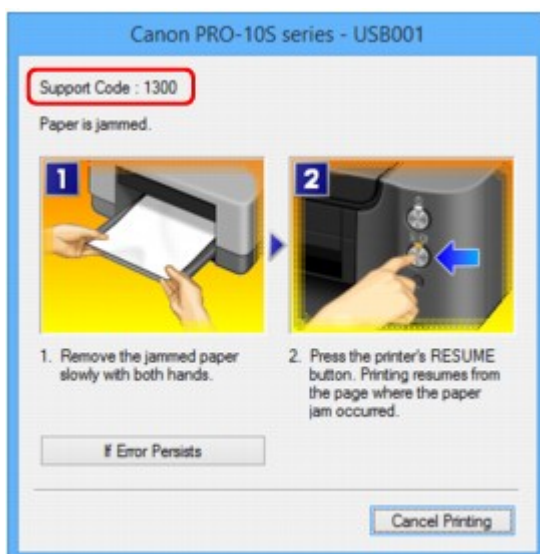 Canon PRO-10S series - USB001
Support Code : 1300
Paper is jammed.
1
2
1. Remove the jammed paper
slowly with both hands.
2. Press the printer's RESUME
button. Printing resumes from
the page where the paper
jam occurred.
If Error Persists
Cancel Printing